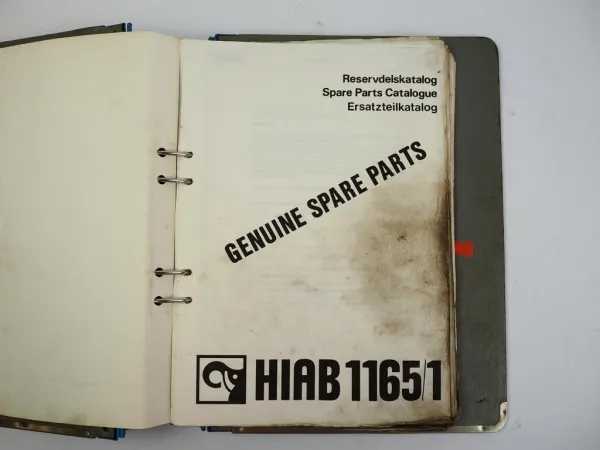 Reservdelskatalog
Spare Parts Catalogue
Ersatzteilkatalog
GENUINE SPARE PARTS
HIAB 1165/1